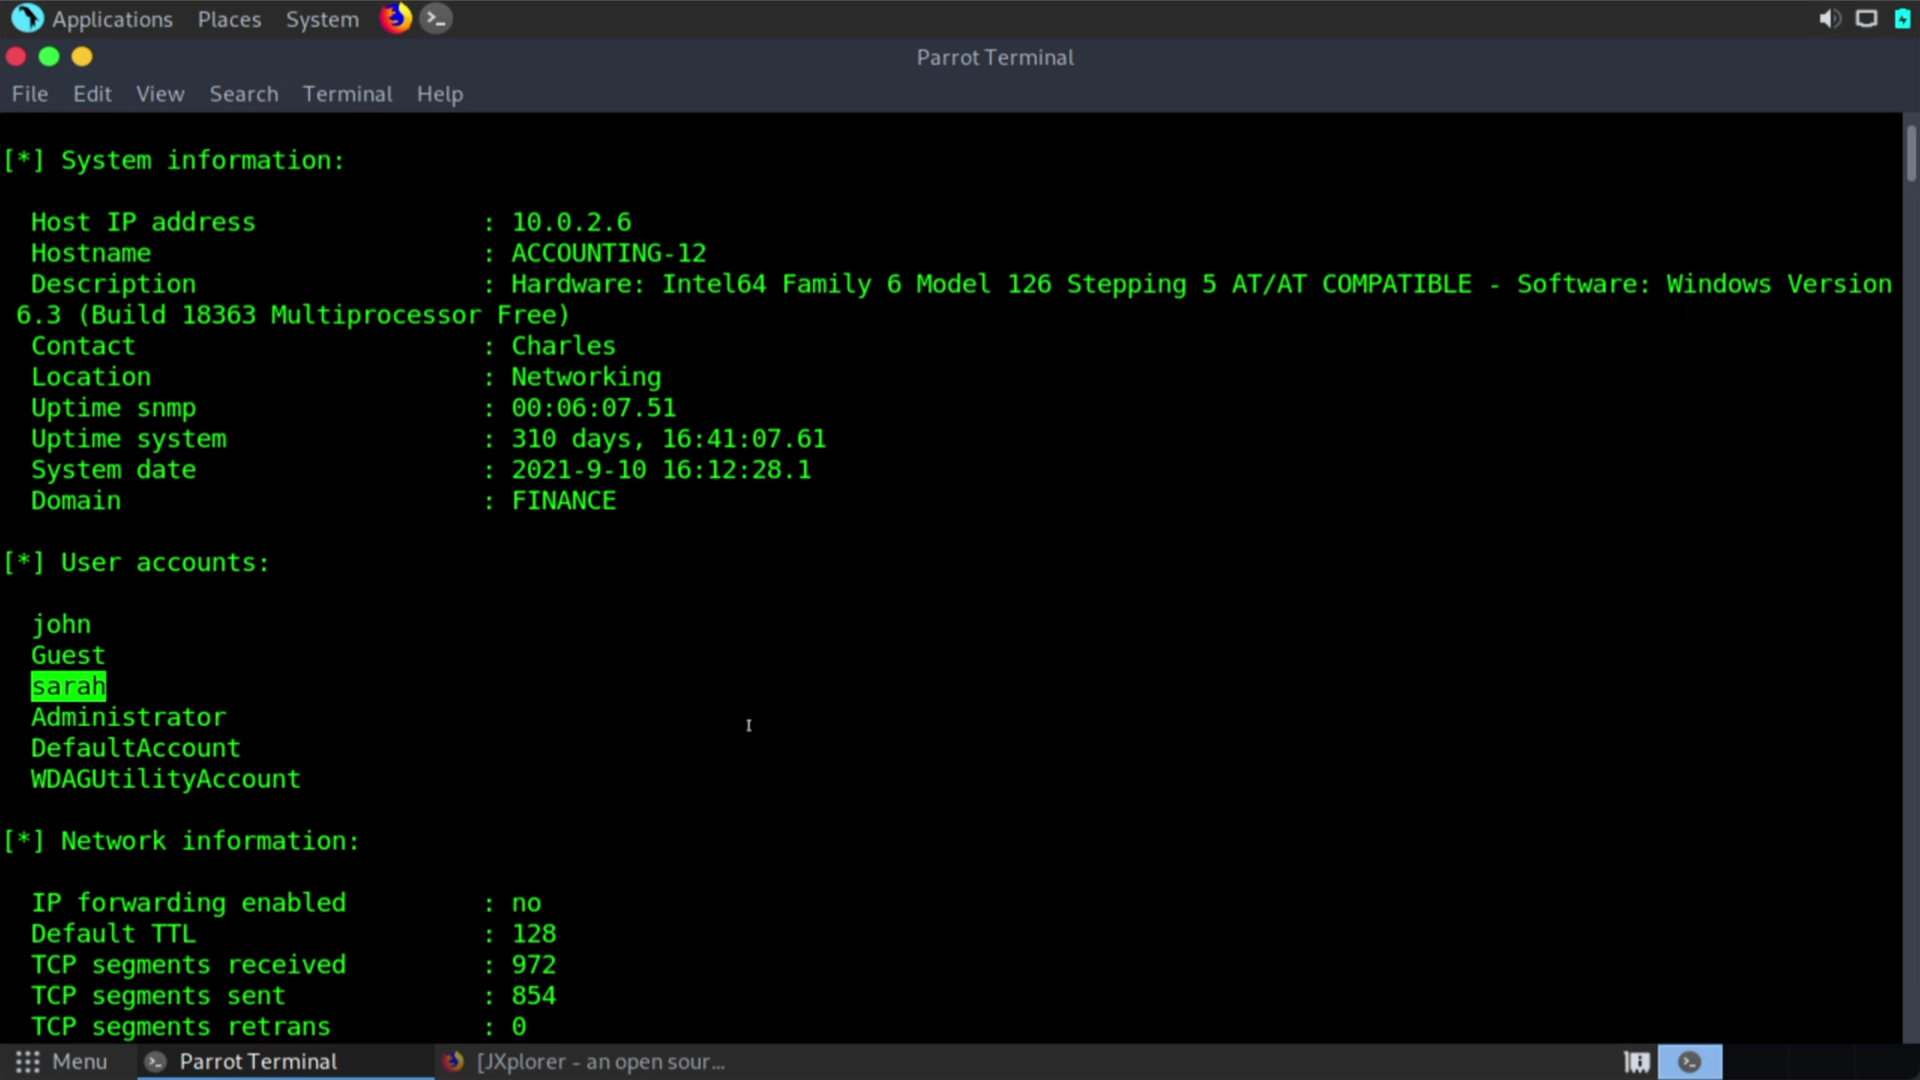 Applications Places System
Parrot Terminal
File Edit View Search Terminal Help
[*] System information:
Host IP address : 10.0.2.6
Hostname : ACCOUNTING-12
Description : Hardware: Intel64 Family 6 Model 126 Stepping 5 AT/AT COMPATIBLE - Software: Windows Version
6.3 (Build 18363 Multiprocessor Free)
Contact : Charles
Location : Networking
Uptime snmp : 00:06:07.51
Uptime system : 310 days, 16:41:07.61
System date : 2021-9-10 16:12:28.1
Domain : FINANCE
[*] User accounts:
john
Guest
sarah
Administrator
DefaultAccount
WDAGUtilityAccount
[*] Network information:
IP forwarding enabled : no
Default TTL : 128
TCP segments received : 972
TCP segments sent : 854
TCP segments retrans : 0
Menu Parrot Terminal [JXplorer - an open sour...